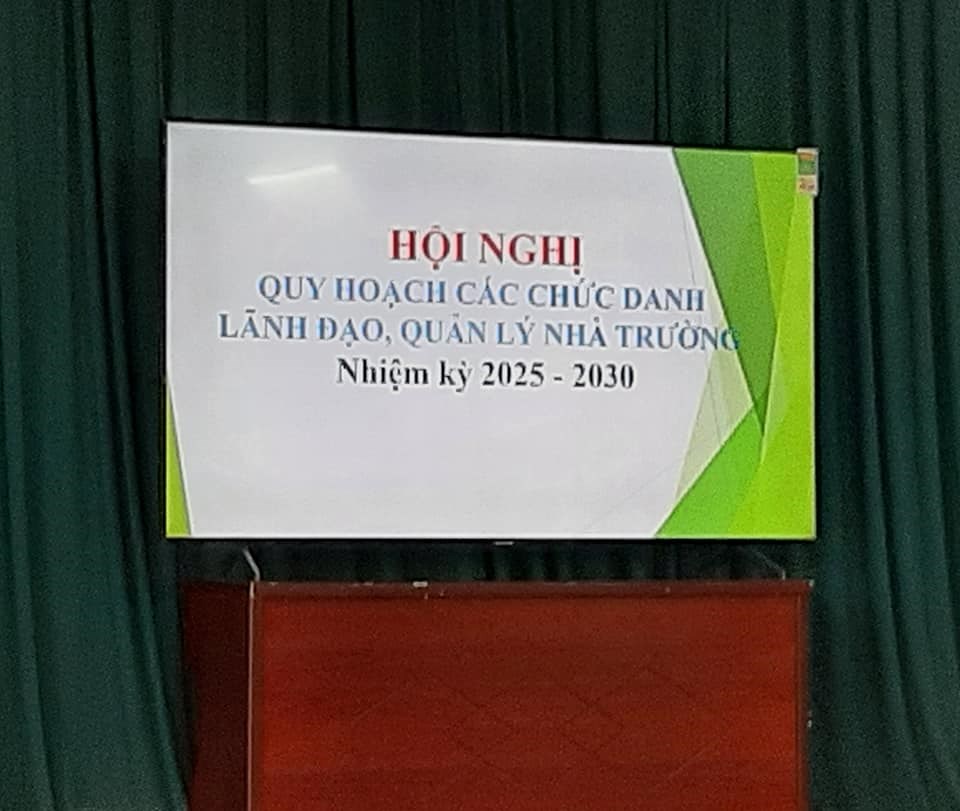 HỘI NGHỊ
QUY HOẠCH CÁC CHỨC DANH
LÃNH ĐẠO, QUẢN LÝ NHÀ TRƯỜNG
Nhiệm kỳ 2025 - 2030